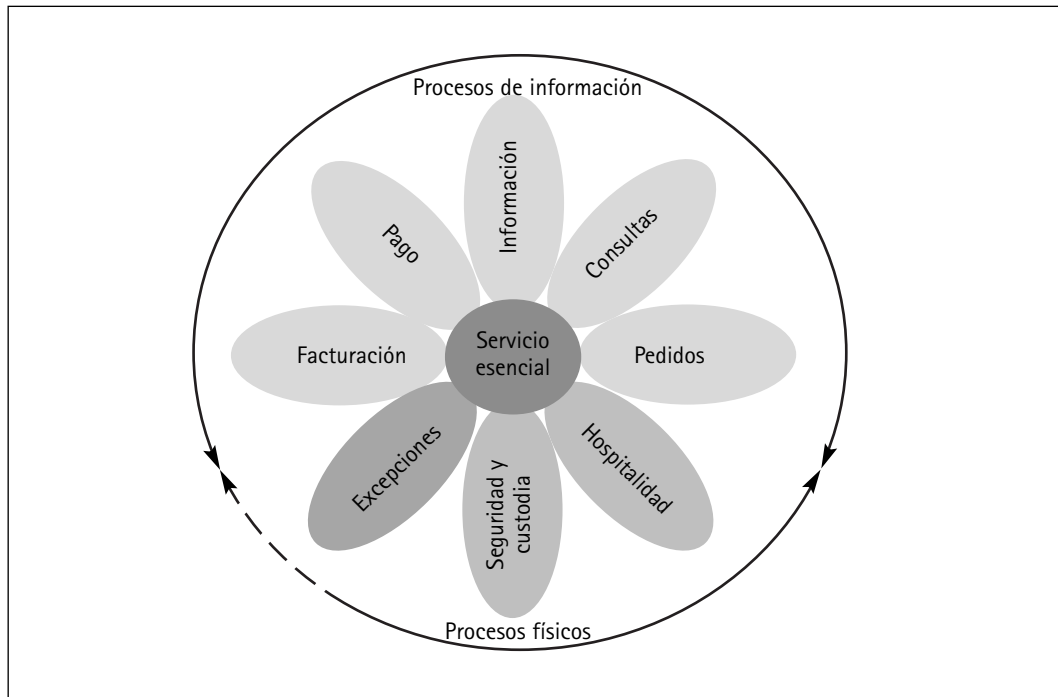 Procesos de información
Información
Consultas
Pago
Servicio
esencial
Facturación
Pedidos
Excepciones
Hospitalidad
Seguridad y
custodia
Procesos físicos